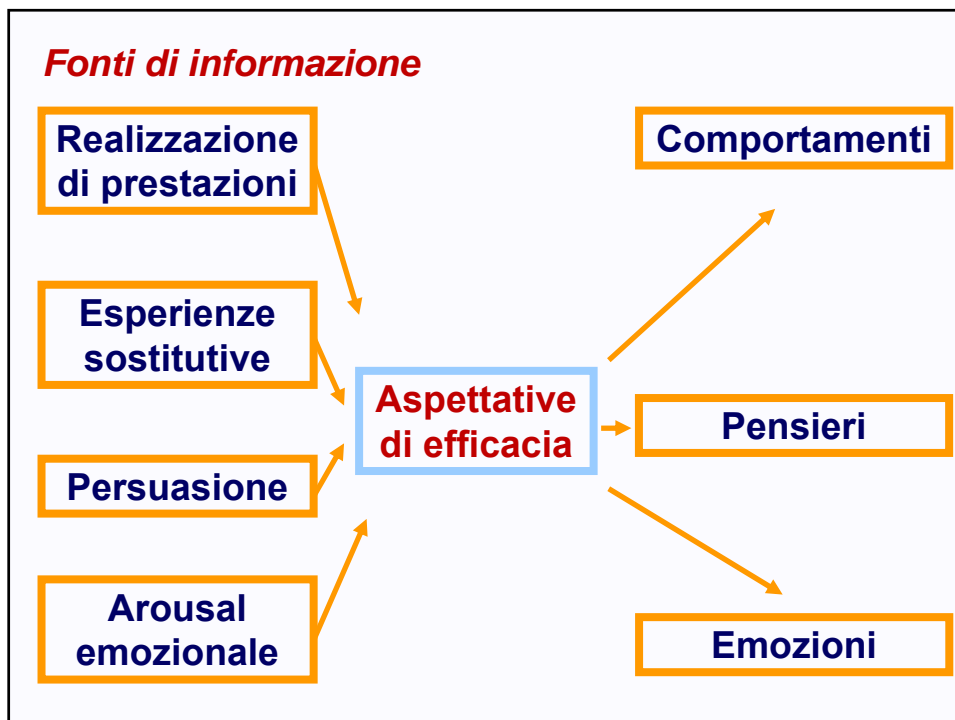 Fonti di informazione
Realizzazione
di prestazioni
Esperienze
sostitutive
Persuasione
Arousal
emozionale
Aspettative
di efficacia
Comportamenti
Pensieri
Emozioni